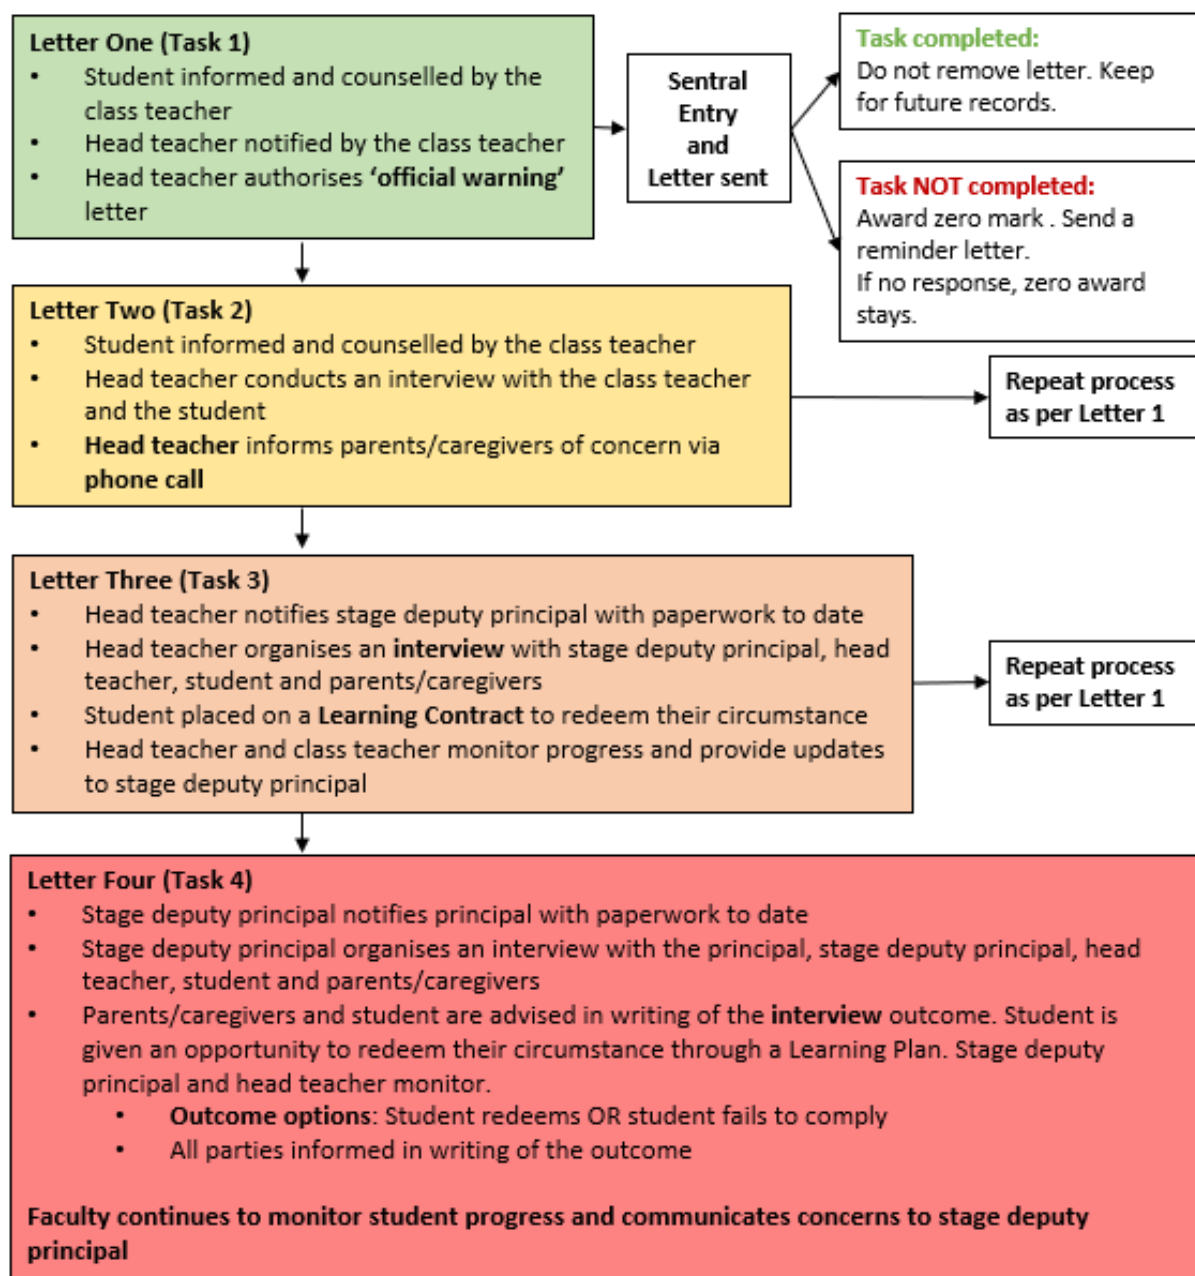 Letter One (Task 1)
• Student informed and counselled by the
class teacher
• Head teacher notified by the class teacher
• Head teacher authorises ‘official warning’
letter
Sentral
Entry
and
Letter sent
Task completed:
Do not remove letter. Keep
for future records.
Task NOT completed:
Award zero mark . Send a
reminder letter.
If no response, zero award
stays.
Letter Two (Task 2)
• Student informed and counselled by the class teacher
• Head teacher conducts an interview with the class teacher
and the student
• Head teacher informs parents/caregivers of concern via
phone call
Repeat process
as per Letter 1
Letter Three (Task 3)
• Head teacher notifies stage deputy principal with paperwork to date
• Head teacher organises an interview with stage deputy principal, head
teacher, student and parents/caregivers
• Student placed on a Learning Contract to redeem their circumstance
• Head teacher and class teacher monitor progress and provide updates
to stage deputy principal
Repeat process
as per Letter 1
Letter Four (Task 4)
• Stage deputy principal notifies principal with paperwork to date
• Stage deputy principal organises an interview with the principal, stage deputy principal, head
teacher, student and parents/caregivers
• Parents/caregivers and student are advised in writing of the interview outcome. Student is
given an opportunity to redeem their circumstance through a Learning Plan. Stage deputy
principal and head teacher monitor.
• Outcome options: Student redeems OR student fails to comply
• All parties informed in writing of the outcome
Faculty continues to monitor student progress and communicates concerns to stage deputy
principal